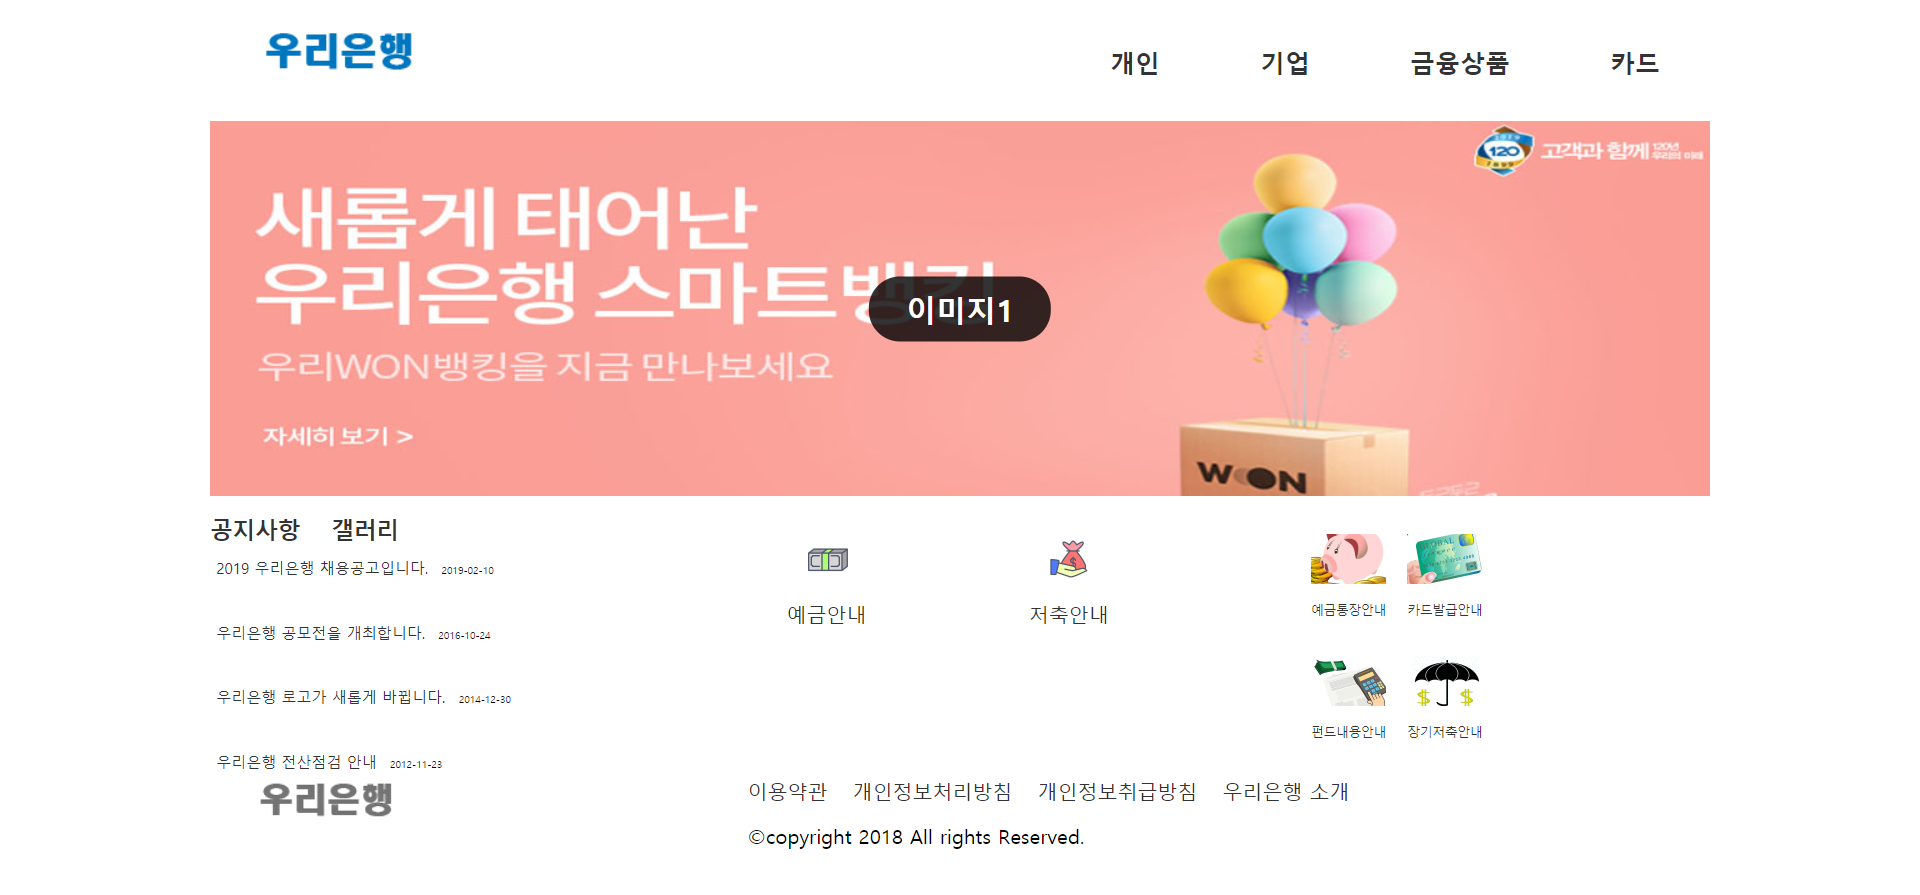 우리은행
개인 기업 금융상품 카드
120 고객과 함께 120년 우리의 미래
새롭게 태어난
우리은행 스마트뱅킹
이미지1
우리WON뱅킹을 지금 만나보세요
자세히 보기 >
WON
공지사항 갤러리
2019 우리은행 채용공고입니다. 2019-02-10
우리은행 공모전을 개최합니다. 2016-10-24
우리은행 로고가 새롭게 바뀝니다. 2014-12-30
우리은행 전산점검 안내 2012-11-23
예금안내
저축안내
예금통장안내 카드발급안내
펀드내용안내 장기저축안내
우리은행
이용약관 개인정보처리방침 개인정보취급방침 우리은행 소개
©copyright 2018 All rights Reserved.